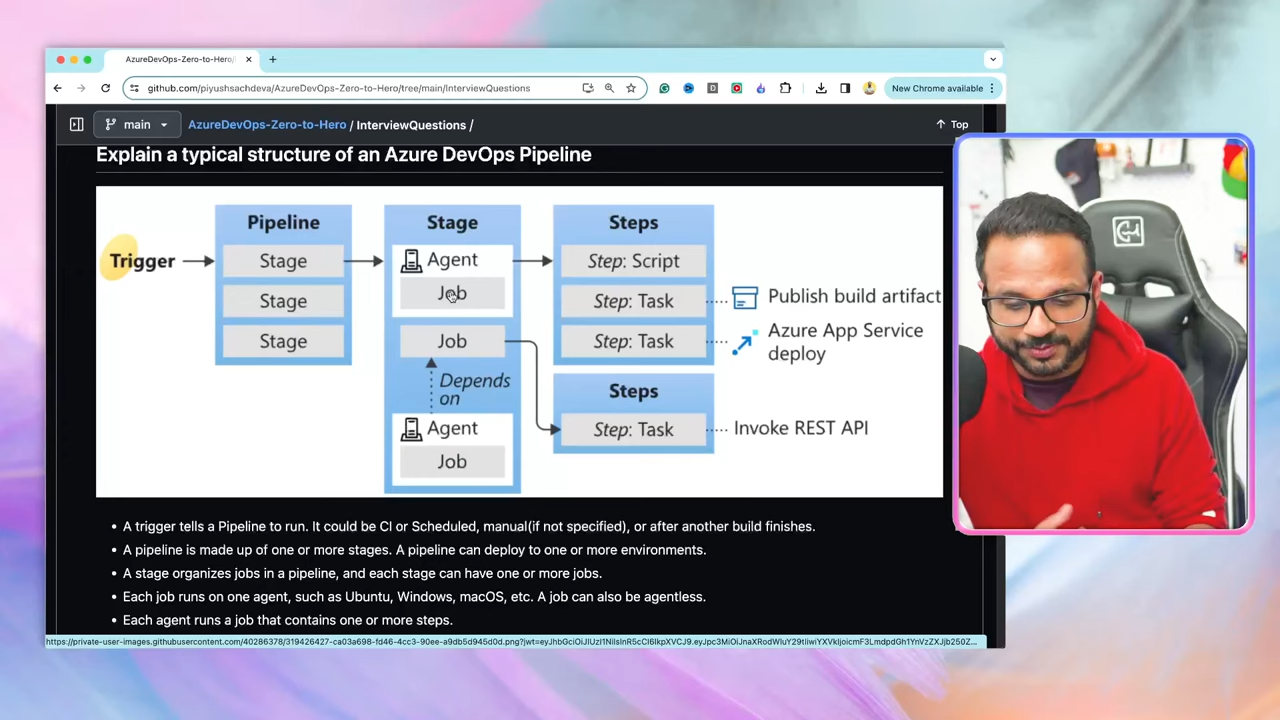 AzureDevOps-Zero-to-Hero/
github.com/piyushsachdeva/AzureDevOps-Zero-to-Hero/tree/main/InterviewQuestions
New Chrome available
main
AzureDevOps-Zero-to-Hero / InterviewQuestions /
Top
Explain a typical structure of an Azure DevOps Pipeline
Trigger
Pipeline
Stage
Stage
Stage
Stage
Agent
Job
Job
Depends
on
Agent
Job
Steps
Step: Script
Step: Task
Publish build artifact
Step: Task
Azure App Service
deploy
Steps
Step: Task
Invoke REST API
• A trigger tells a Pipeline to run. It could be CI or Scheduled, manual(if not specified), or after another build finishes.
• A pipeline is made up of one or more stages. A pipeline can deploy to one or more environments.
• A stage organizes jobs in a pipeline, and each stage can have one or more jobs.
• Each job runs on one agent, such as Ubuntu, Windows, macOS, etc. A job can also be agentless.
• Each agent runs a job that contains one or more steps.